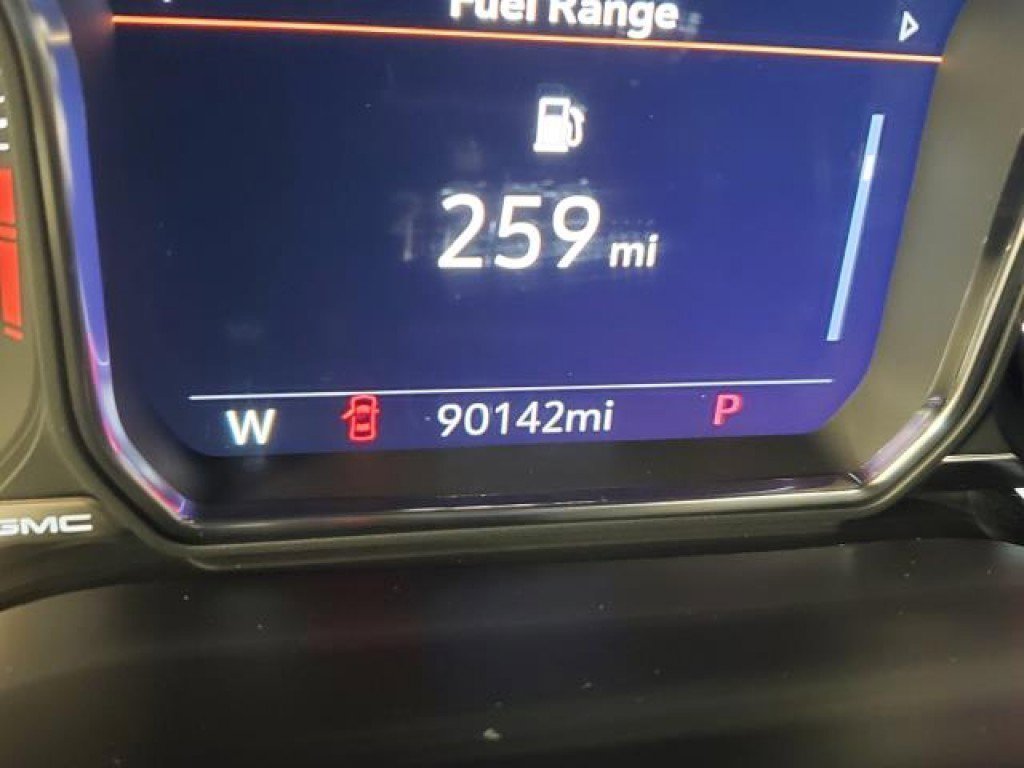 Fuel Range
259 mi
W 90142mi P
GMC